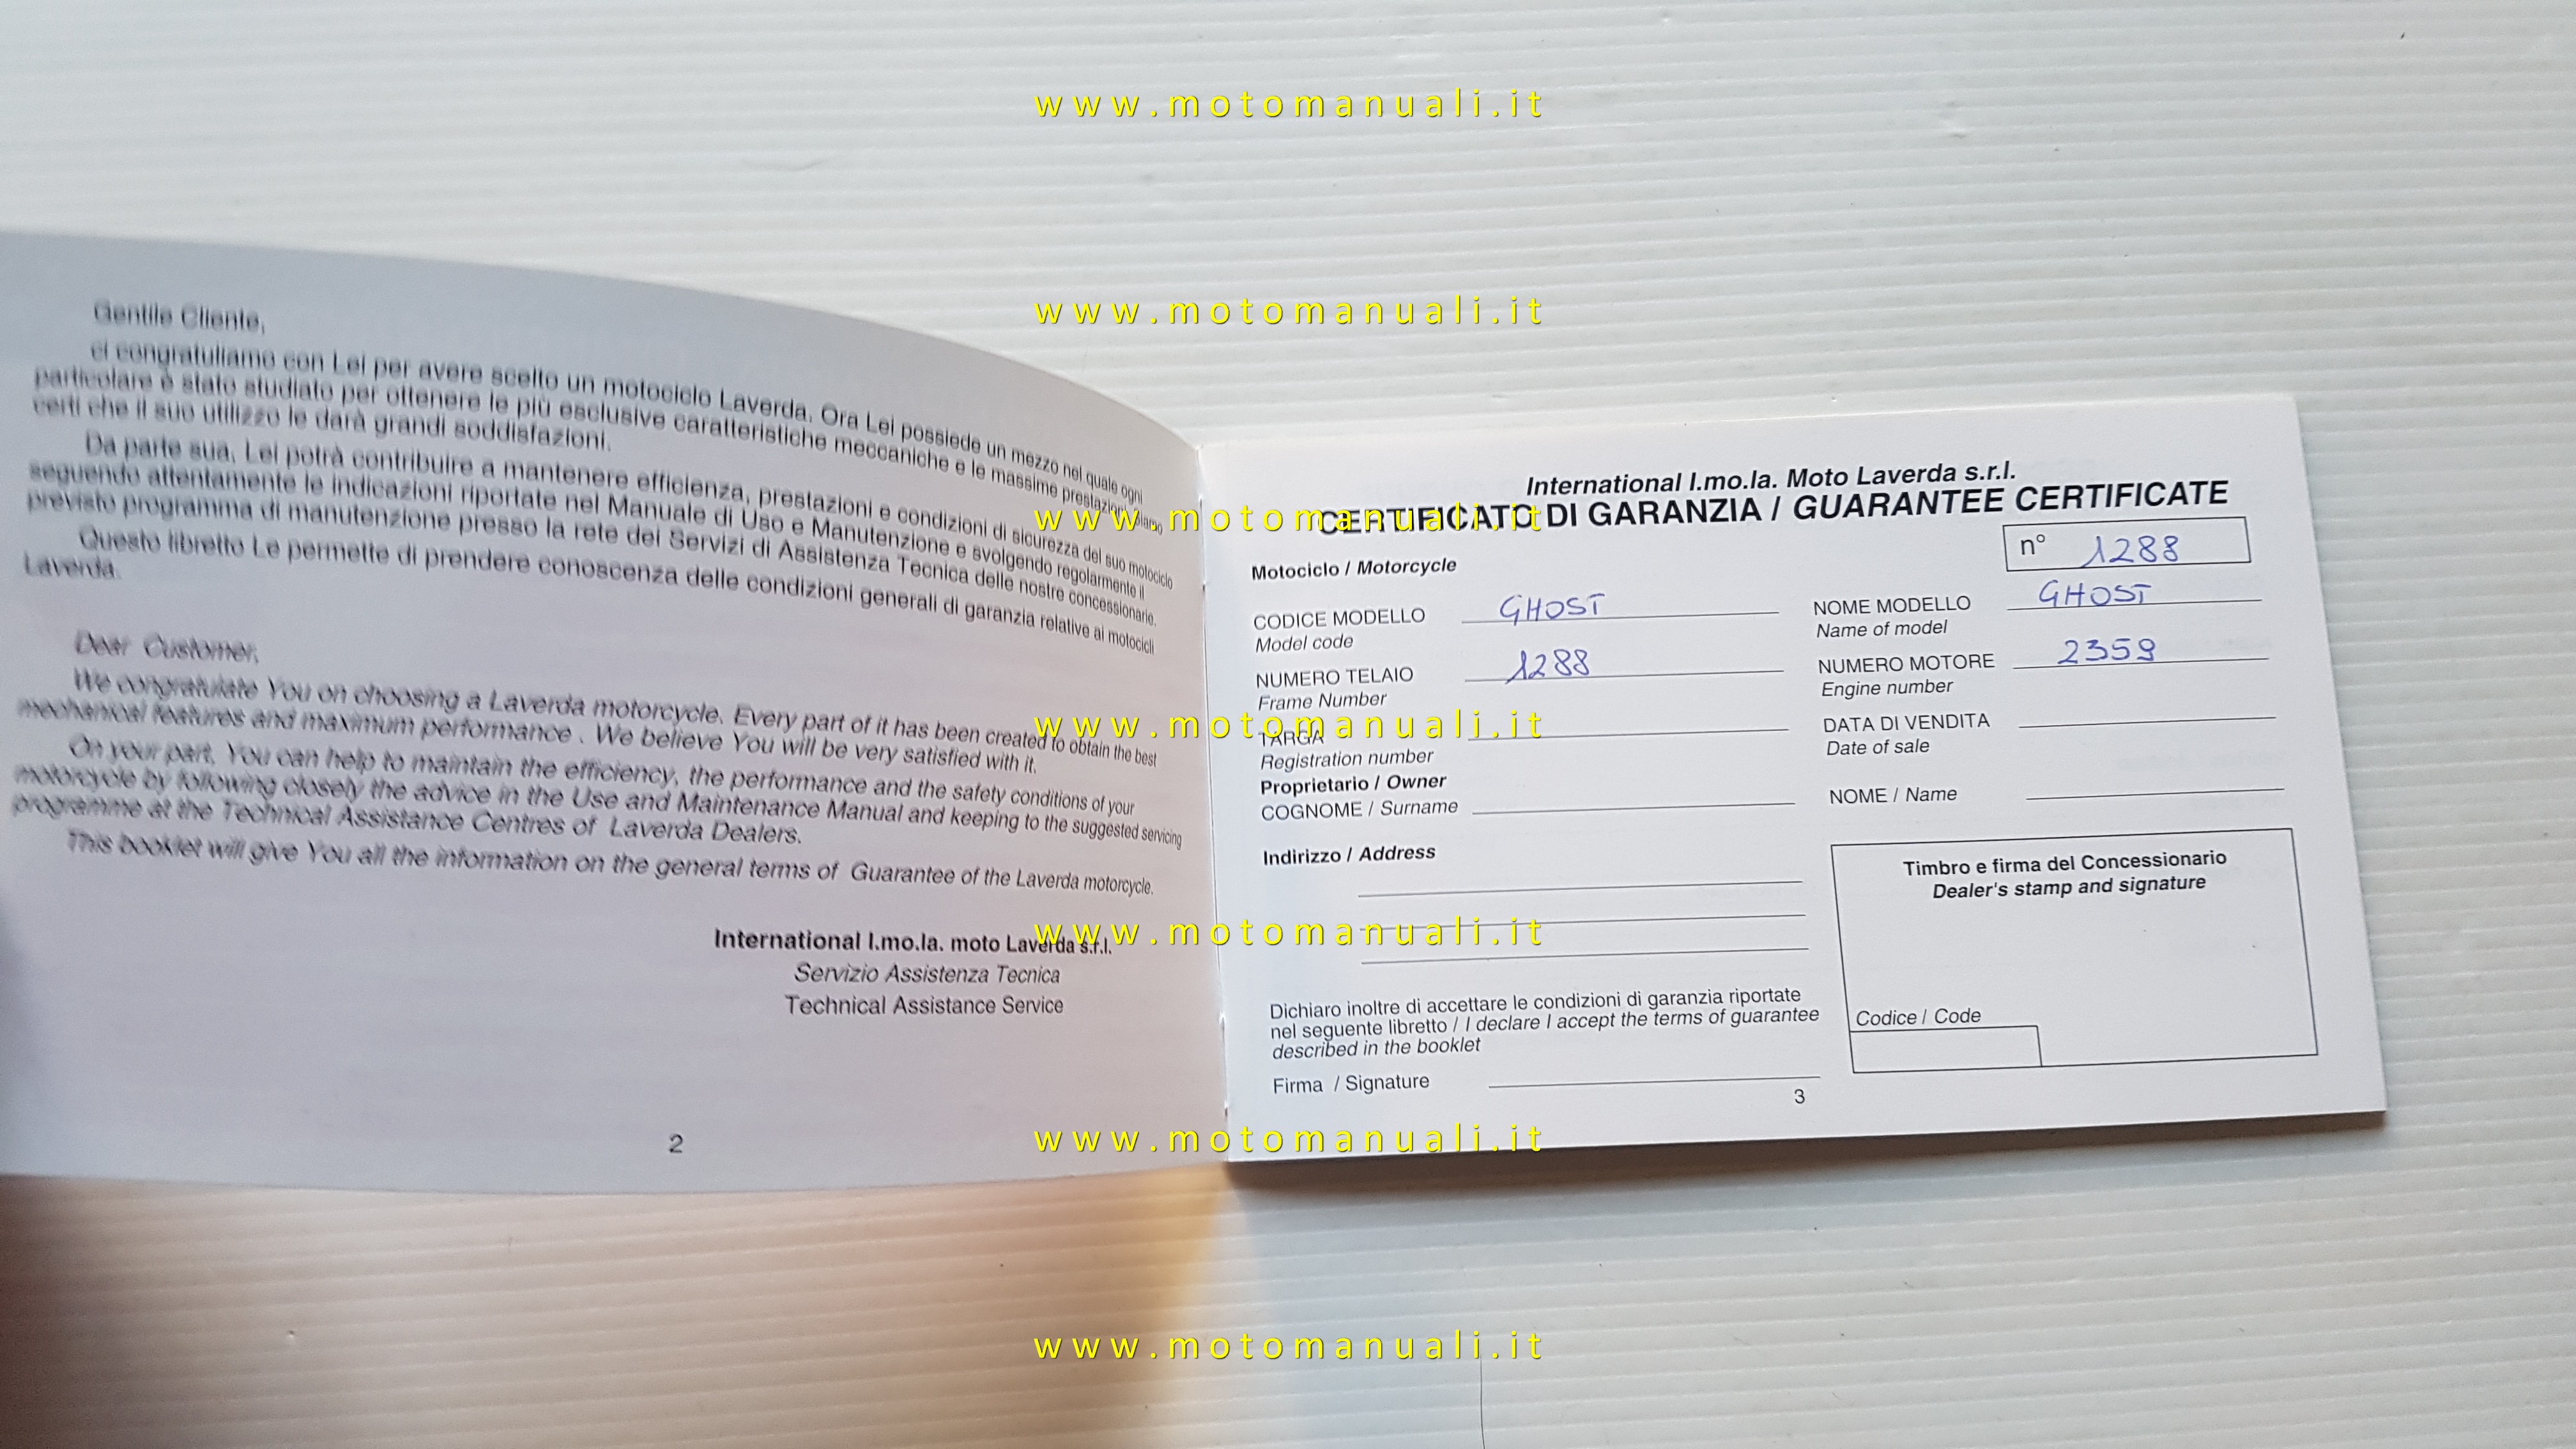 www.motomanuali.it
www.motomanuali.it
Gentile Cliente,
ci congratuliamo con Lei per avere scelto un motociclo Laverda. Ora Lei possiede un mezzo nel quale ogni
particolare è stato studiato per ottenere le più esclusive caratteristiche meccaniche e le massime prestazioni
certi che il suo utilizzo le darà grandi soddisfazioni.
Da parte sua, Lei potrà contribuire a mantenere efficienza, prestazioni e condizioni di sicurezza del suo motociclo
seguendo attentamente le indicazioni riportate nel Manuale di Uso e Manutenzione e svolgendo regolarmente il
previsto programma di manutenzione presso la rete dei Servizi di Assistenza Tecnica delle nostre concessionarie.
Questo libretto Le permette di prendere conoscenza delle condizioni generali di garanzia relative ai motocicli
Laverda.
Dear Customer,
We congratulate You on choosing a Laverda motorcycle. Every part of it has been created to obtain the best
mechanical features and maximum performance . We believe You will be very satisfied with it.
On your part, You can help to maintain the efficiency, the performance and the safety conditions of your
motorcycle by following closely the advice in the Use and Maintenance Manual and keeping to the suggested servicing
programme at the Technical Assistance Centres of Laverda Dealers.
This booklet will give You all the information on the general terms of Guarantee of the Laverda motorcycle.
International I.mo.la. moto Laverda s.r.l.
Servizio Assistenza Tecnica
Technical Assistance Service
2
International I.mo.la. Moto Laverda s.r.l.
CERTIFICATO DI GARANZIA / GUARANTEE CERTIFICATE
www.motomanuali.it
n° 1288
Motociclo / Motorcycle
CODICE MODELLO GHOST NOME MODELLO GHOST
Model code Name of model
NUMERO TELAIO 1288 NUMERO MOTORE 2359
Frame Number Engine number
www.motomanuali.it
TARGA DATA DI VENDITA
Registration number Date of sale
Proprietario / Owner
COGNOME / Surname NOME / Name
Indirizzo / Address
Timbro e firma del Concessionario
Dealer's stamp and signature
www.motomanuali.it
Dichiaro inoltre di accettare le condizioni di garanzia riportate
nel seguente libretto / I declare I accept the terms of guarantee
described in the booklet
Codice / Code
Firma / Signature
3
www.motomanuali.it
www.motomanuali.it